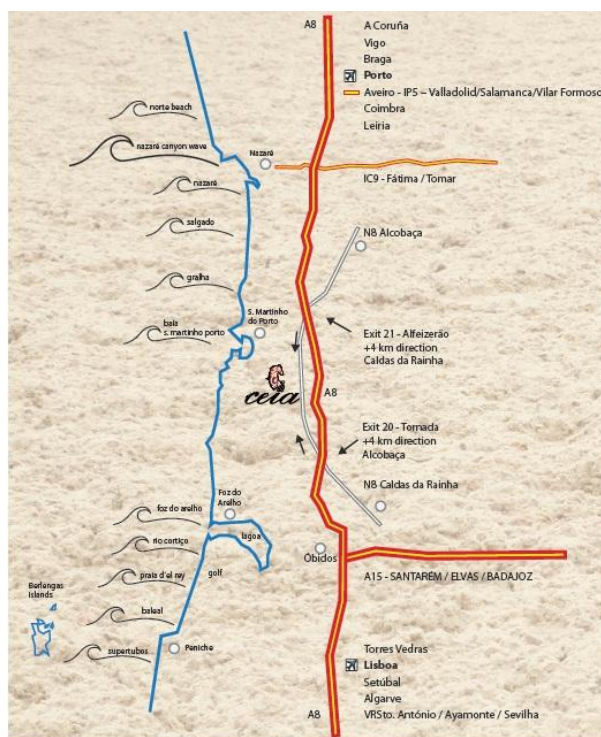 A8
A Coruña
Vigo
Braga
Porto
Aveiro - IP5 – Valladolid/Salamanca/Vilar Formoso
Coimbra
Leiria
norte beach
nazaré canyon wave
Nazaré
IC9 - Fátima / Tomar
nazaré
salgado
N8 Alcobaça
gralha
S. Martinho
do Porto
baia
s. martinho porto
Exit 21 - Alfeizerão
+4 km direction
Caldas da Rainha
ceia
A8
Exit 20 - Tornada
+4 km direction
Alcobaça
N8 Caldas da Rainha
Foz do
Arelho
foz do arelho
lagoa
rio cortiço
Óbidos
golf
praia d'el rey
A15 - SANTARÉM / ELVAS / BADAJOZ
Berlengas
Islands
baleal
Peniche
supertubos
Torres Vedras
Lisboa
Setúbal
Algarve
A8
VRSto. António / Ayamonte / Sevilha